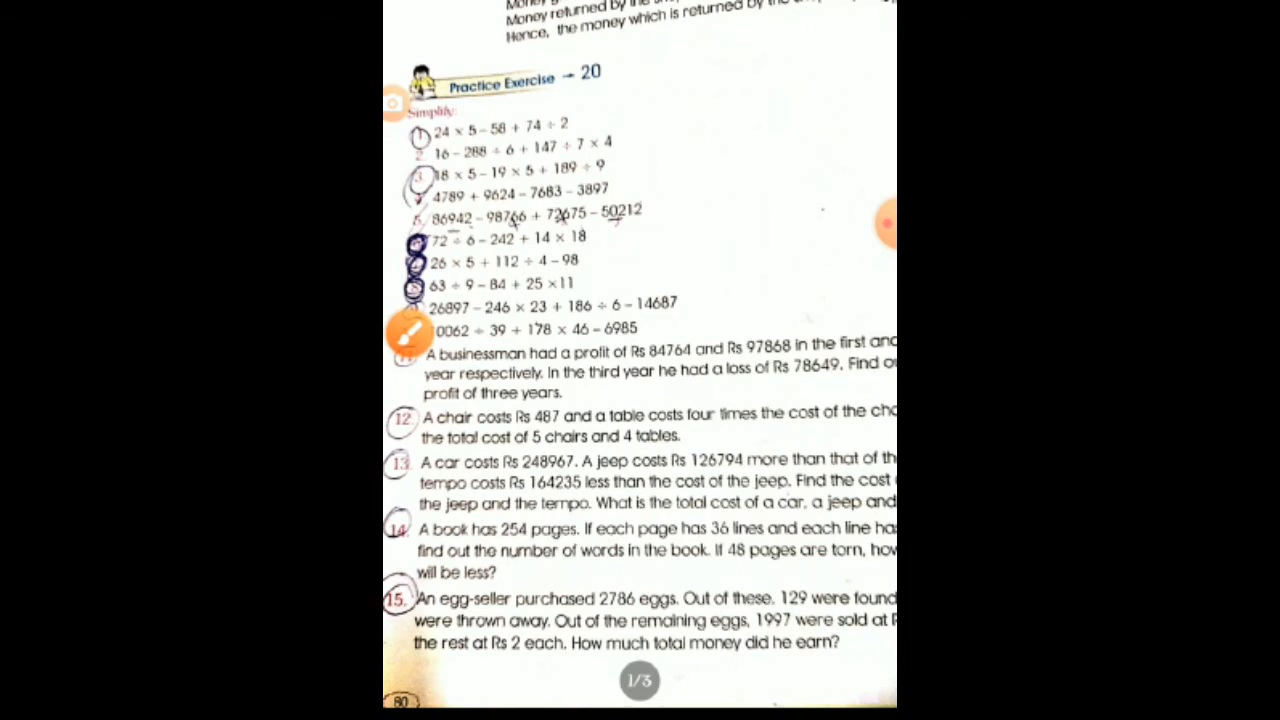 Money
Money returned by the
Hence, the money which is returned by the
Practice Exercise – 20
Simplify:
1. 24 × 5 – 58 + 74 ÷ 2
2. 16 – 288 ÷ 6 + 147 ÷ 7 × 4
3. 18 × 5 – 19 × 5 + 189 ÷ 9
4789 + 9624 – 7683 – 3897
5. 86942 – 98766 + 72675 – 50212
72 ÷ 6 – 242 + 14 × 18
26 × 5 + 112 ÷ 4 – 98
8. 63 ÷ 9 – 84 + 25 ×11
26897 – 246 × 23 + 186 ÷ 6 – 14687
0062 ÷ 39 + 178 × 46 – 6985
11. A businessman had a profit of Rs 84764 and Rs 97868 in the first and
year respectively. In the third year he had a loss of Rs 78649. Find
profit of three years.
12. A chair costs Rs 487 and a table costs four times the cost of the
the total cost of 5 chairs and 4 tables.
13. A car costs Rs 248967. A jeep costs Rs 126794 more than that of
tempo costs Rs 164235 less than the cost of the jeep. Find the cost
the jeep and the tempo. What is the total cost of a car, a jeep and
14. A book has 254 pages. If each page has 36 lines and each line
find out the number of words in the book. If 48 pages are torn,
will be less?
15. An egg-seller purchased 2786 eggs. Out of these, 129 were found
were thrown away. Out of the remaining eggs, 1997 were sold at
the rest at Rs 2 each. How much total money did he earn?
1/3
80